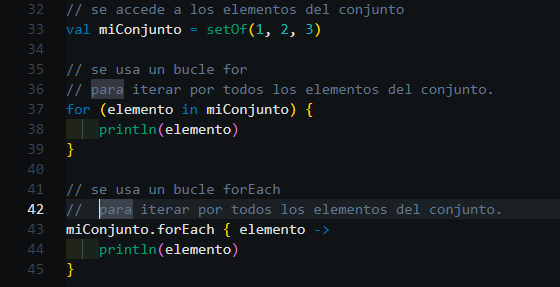 32 // se accede a los elementos del conjunto
33 val miConjunto = setOf(1, 2, 3)
34
35 // se usa un bucle for
36 // para iterar por todos los elementos del conjunto.
37 for (elemento in miConjunto) {
38     println(elemento)
39 }
40
41 // se usa un bucle forEach
42 //  para iterar por todos los elementos del conjunto.
43 miConjunto.forEach { elemento ->
44     println(elemento)
45 }